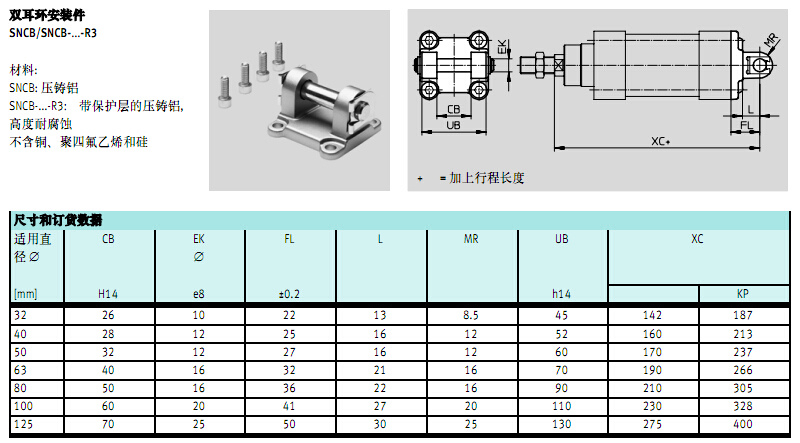 双耳环安装件
SNCB/SNCB-...-R3
材料:
SNCB: 压铸铝
SNCB-...-R3: 带保护层的压铸铝,
高度耐腐蚀
不含铜、聚四氟乙烯和硅
EK
CB
UB
MR
L
FL
XC+
+ = 加上行程长度
尺寸和订货数据
适用直径 ∅ CB EK ∅ FL L MR UB XC
[mm] H14 e8 ±0.2 h14 KP
32 26 10 22 13 8.5 45 142 187
40 28 12 25 16 12 52 160 213
50 32 12 27 16 12 60 170 237
63 40 16 32 21 16 70 190 266
80 50 16 36 22 16 90 210 305
100 60 20 41 27 20 110 230 328
125 70 25 50 30 25 130 275 400